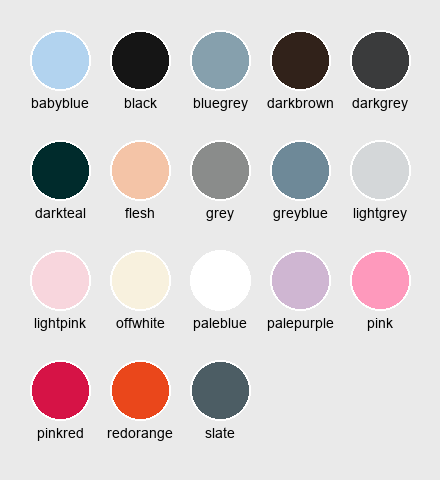 babyblue black bluegrey darkbrown darkgrey
darkteal flesh grey greyblue lightgrey
lightpink offwhite paleblue palepurple pink
pinkred redorange slate